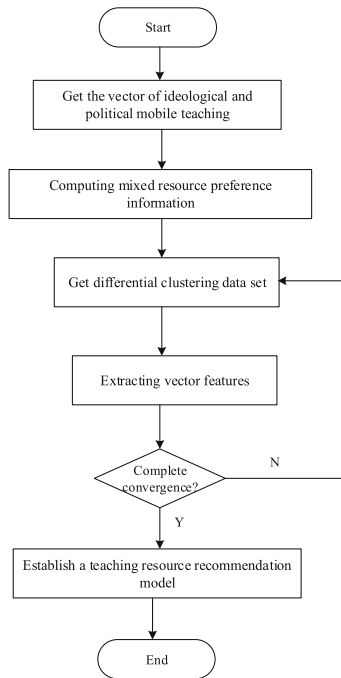 Start
Get the vector of ideological and
political mobile teaching
Computing mixed resource preference
information
Get differential clustering data set
Extracting vector features
Complete
convergence?
N
Y
Establish a teaching resource recommendation
model
End